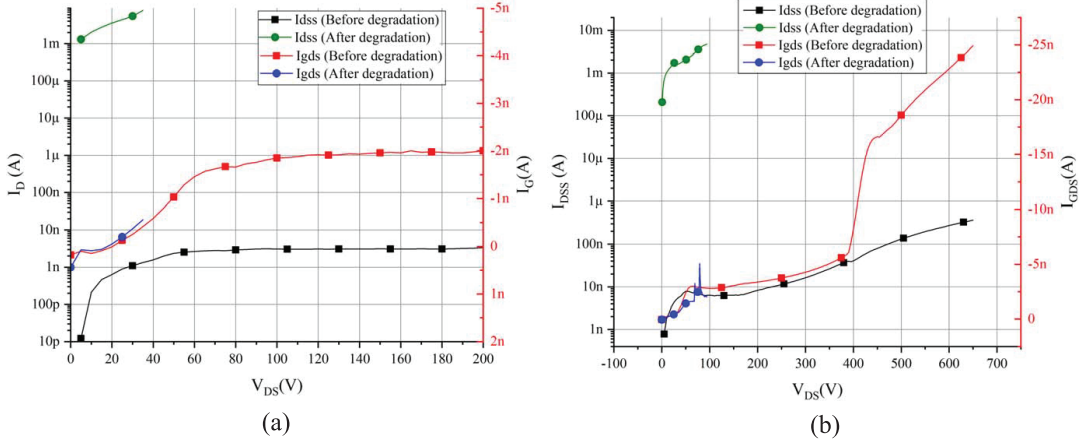 Idss (Before degradation)
Idss (After degradation)
Igds (Before degradation)
Igds (After degradation)
1m
100µ
10µ
1µ
100n
10n
1n
100p
10p
I_D (A)
-5n
-4n
-3n
-2n
-1n
0
1n
2n
I_G(A)
0 20 40 60 80 100 120 140 160 180 200
V_DS(V)
(a)
Idss (Before degradation)
Idss (After degradation)
Igds (Before degradation)
Igds (After degradation)
10m
1m
100µ
10µ
1µ
100n
10n
1n
I_DSS (A)
-25n
-20n
-15n
-10n
-5n
0
I_GDS(A)
-100 0 100 200 300 400 500 600 700
V_DS(V)
(b)